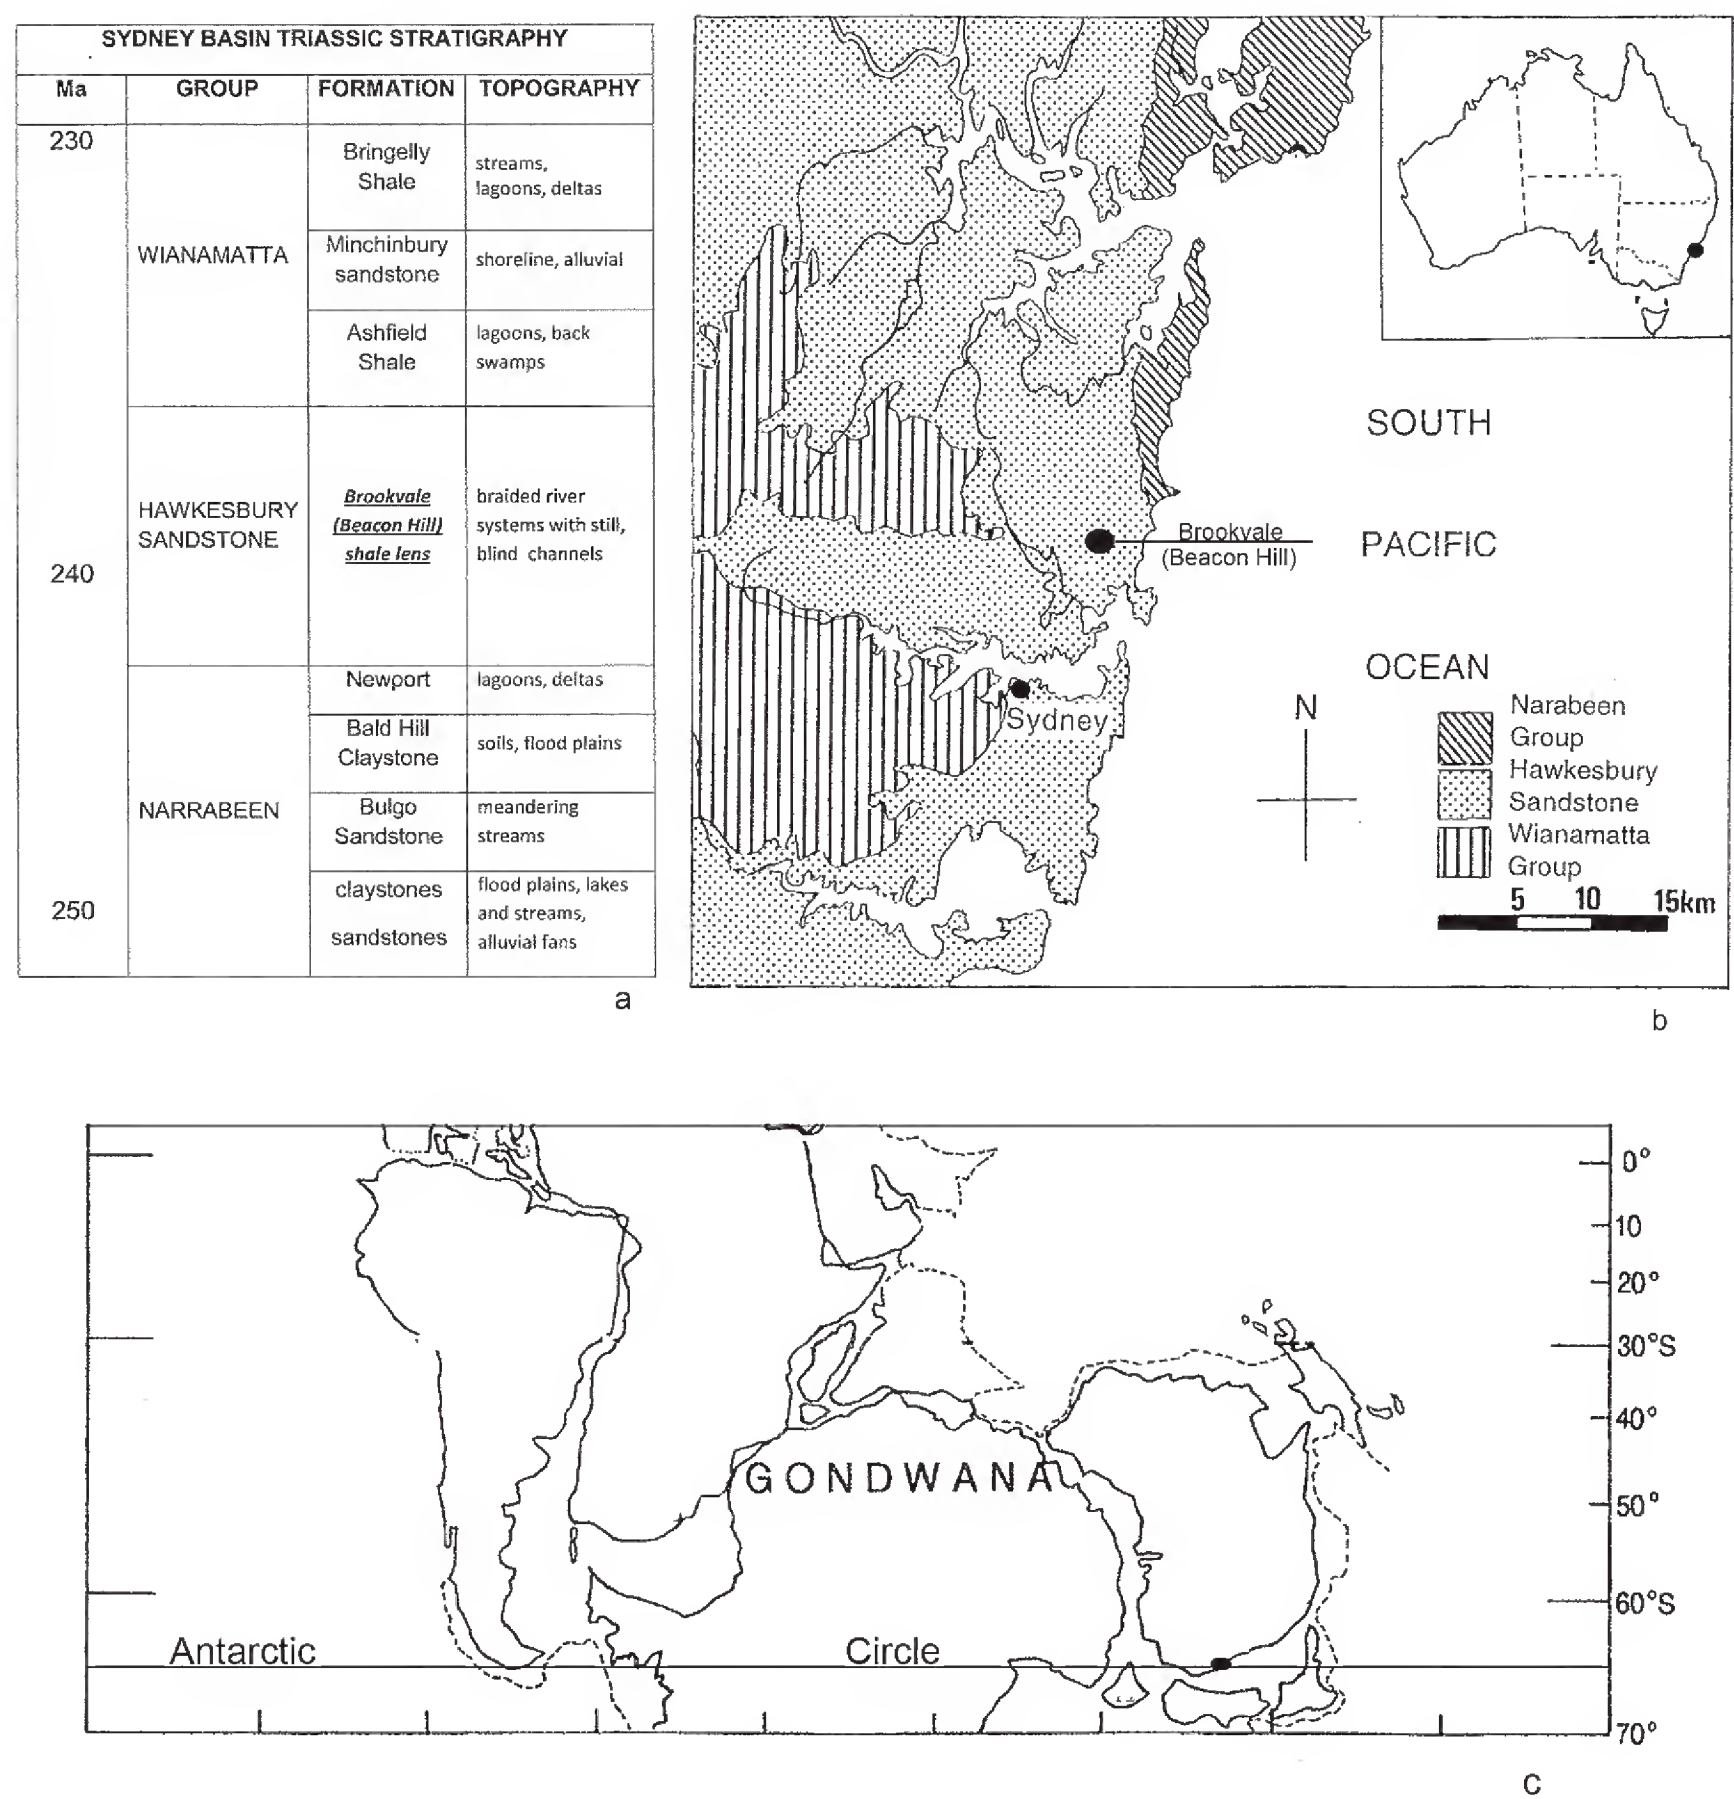 SYDNEY BASIN TRIASSIC STRATIGRAPHY
Ma GROUP FORMATION TOPOGRAPHY
230
Bringelly
Shale
streams,
lagoons, deltas
WIANAMATTA
Minchinbury
sandstone
shoreline, alluvial
Ashfield
Shale
lagoons, back
swamps
HAWKESBURY
SANDSTONE
Brookvale
(Beacon Hill)
shale lens
braided river
systems with still,
blind channels
240
Newport
lagoons, deltas
Bald Hill
Claystone
soils, flood plains
NARRABEEN
Bulgo
Sandstone
meandering
streams
250
claystones
sandstones
flood plains, lakes
and streams,
alluvial fans
a
Brookvale
(Beacon Hill)
Sydney
SOUTH
PACIFIC
OCEAN
N
Narabeen
Group
Hawkesbury
Sandstone
Wianamatta
Group
5 10 15km
b
GONDWANA
Antarctic Circle
0°
10
20°
30°S
40°
50°
60°S
70°
c